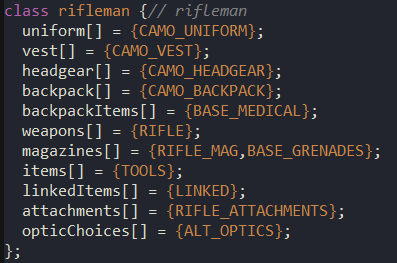 class rifleman {// rifleman
  uniform[] = {CAMO_UNIFORM};
  vest[] = {CAMO_VEST};
  headgear[] = {CAMO_HEADGEAR};
  backpack[] = {CAMO_BACKPACK};
  backpackItems[] = {BASE_MEDICAL};
  weapons[] = {RIFLE};
  magazines[] = {RIFLE_MAG,BASE_GRENADES};
  items[] = {TOOLS};
  linkedItems[] = {LINKED};
  attachments[] = {RIFLE_ATTACHMENTS};
  opticChoices[] = {ALT_OPTICS};
};